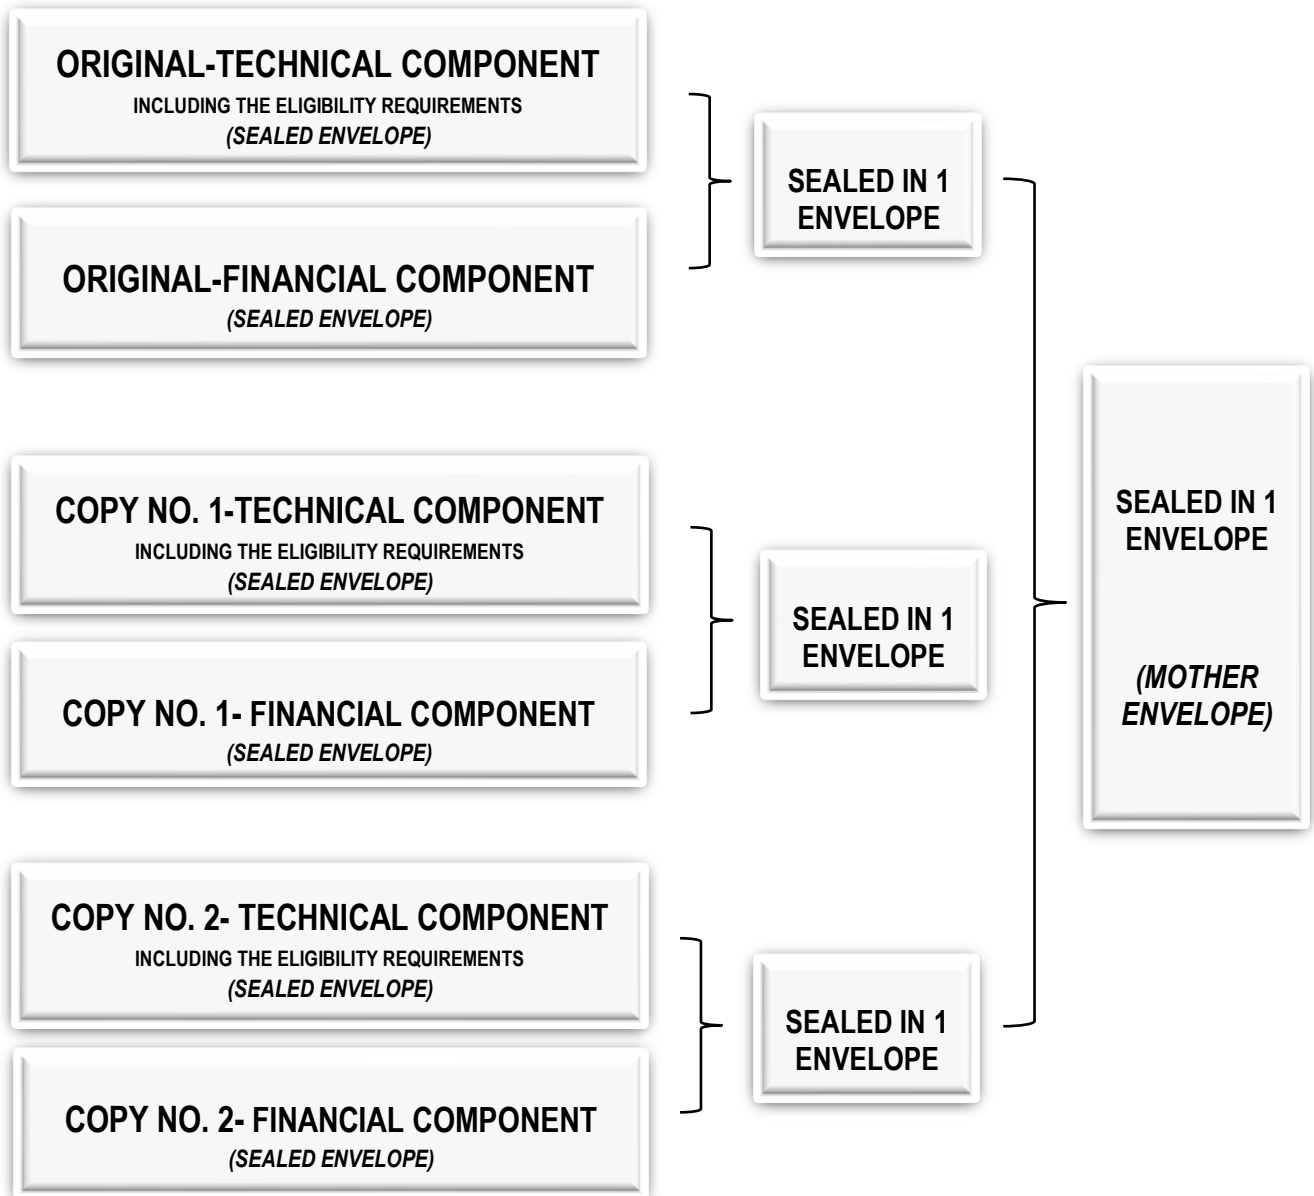 ORIGINAL-TECHNICAL COMPONENT
INCLUDING THE ELIGIBILITY REQUIREMENTS
(SEALED ENVELOPE)
ORIGINAL-FINANCIAL COMPONENT
(SEALED ENVELOPE)
SEALED IN 1
ENVELOPE
COPY NO. 1-TECHNICAL COMPONENT
INCLUDING THE ELIGIBILITY REQUIREMENTS
(SEALED ENVELOPE)
COPY NO. 1- FINANCIAL COMPONENT
(SEALED ENVELOPE)
SEALED IN 1
ENVELOPE
COPY NO. 2- TECHNICAL COMPONENT
INCLUDING THE ELIGIBILITY REQUIREMENTS
(SEALED ENVELOPE)
COPY NO. 2- FINANCIAL COMPONENT
(SEALED ENVELOPE)
SEALED IN 1
ENVELOPE
SEALED IN 1
ENVELOPE
(MOTHER
ENVELOPE)